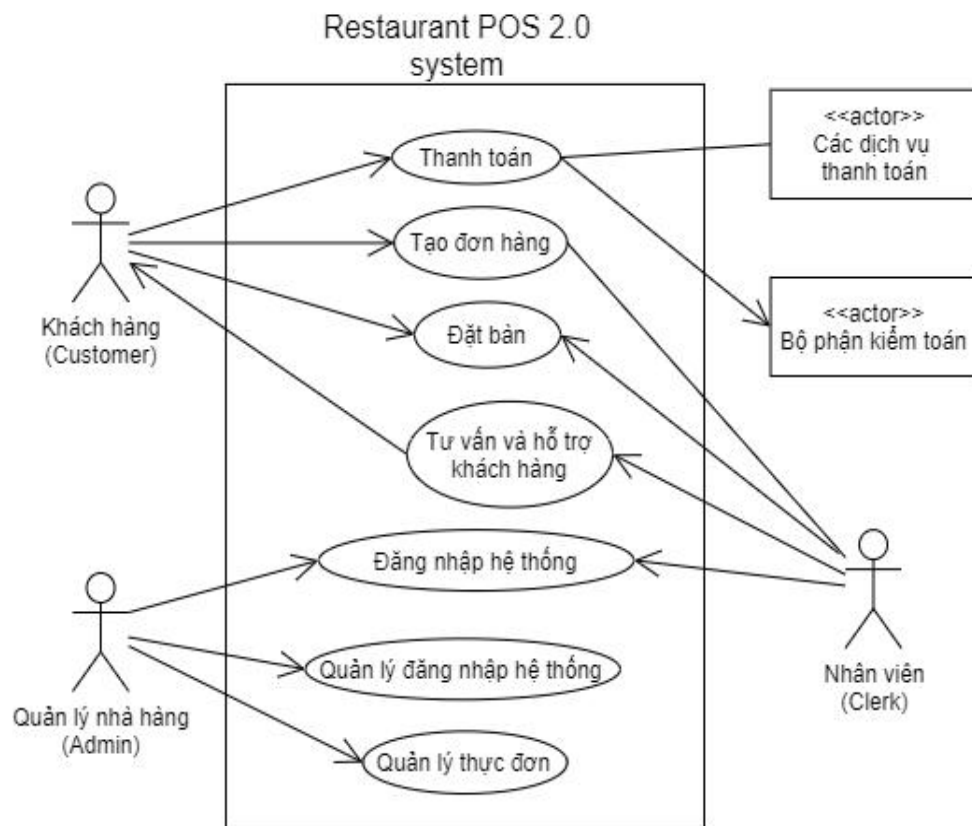 Restaurant POS 2.0
system
<<actor>>
Các dịch vụ
thanh toán
Thanh toán
Tạo đơn hàng
Khách hàng
(Customer)
Đặt bàn
<<actor>>
Bộ phận kiểm toán
Tư vấn và hỗ trợ
khách hàng
Đăng nhập hệ thống
Quản lý đăng nhập hệ thống
Nhân viên
(Clerk)
Quản lý nhà hàng
(Admin)
Quản lý thực đơn